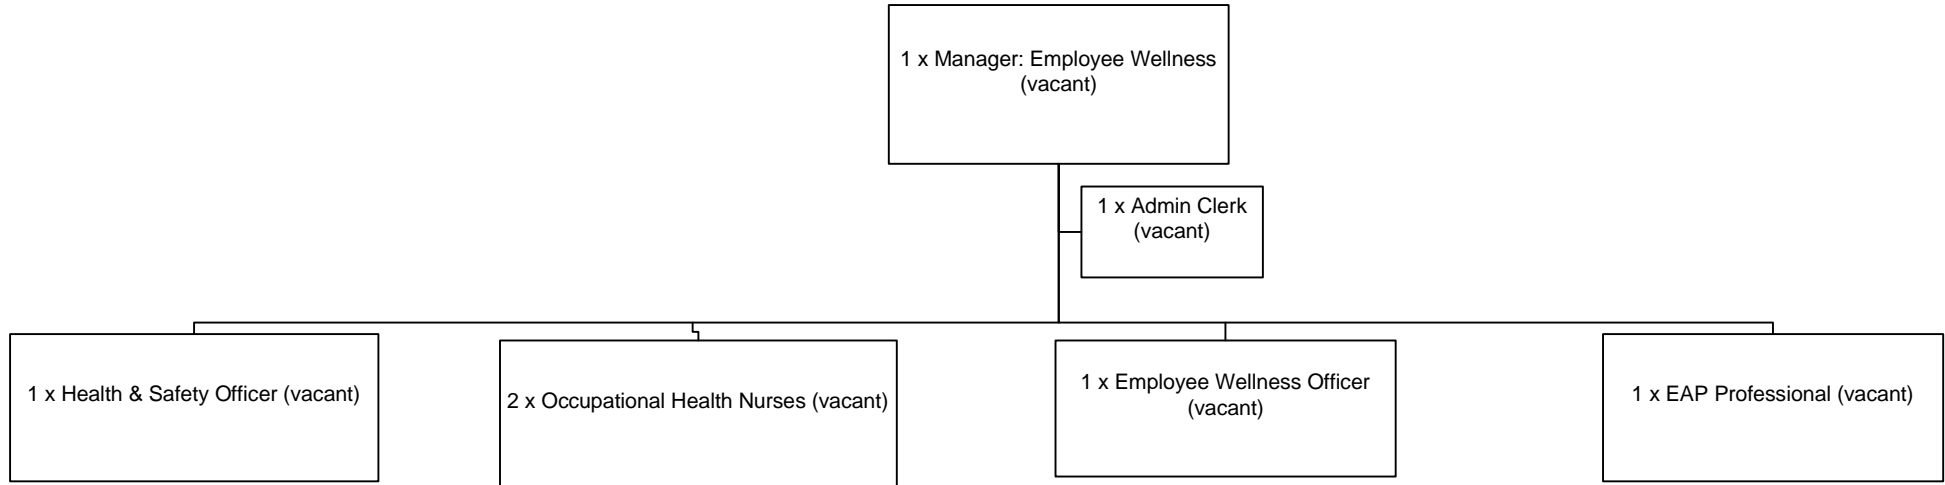 1 x Manager: Employee Wellness
(vacant)
1 x Admin Clerk
(vacant)
1 x Health & Safety Officer (vacant)
2 x Occupational Health Nurses (vacant)
1 x Employee Wellness Officer
(vacant)
1 x EAP Professional (vacant)